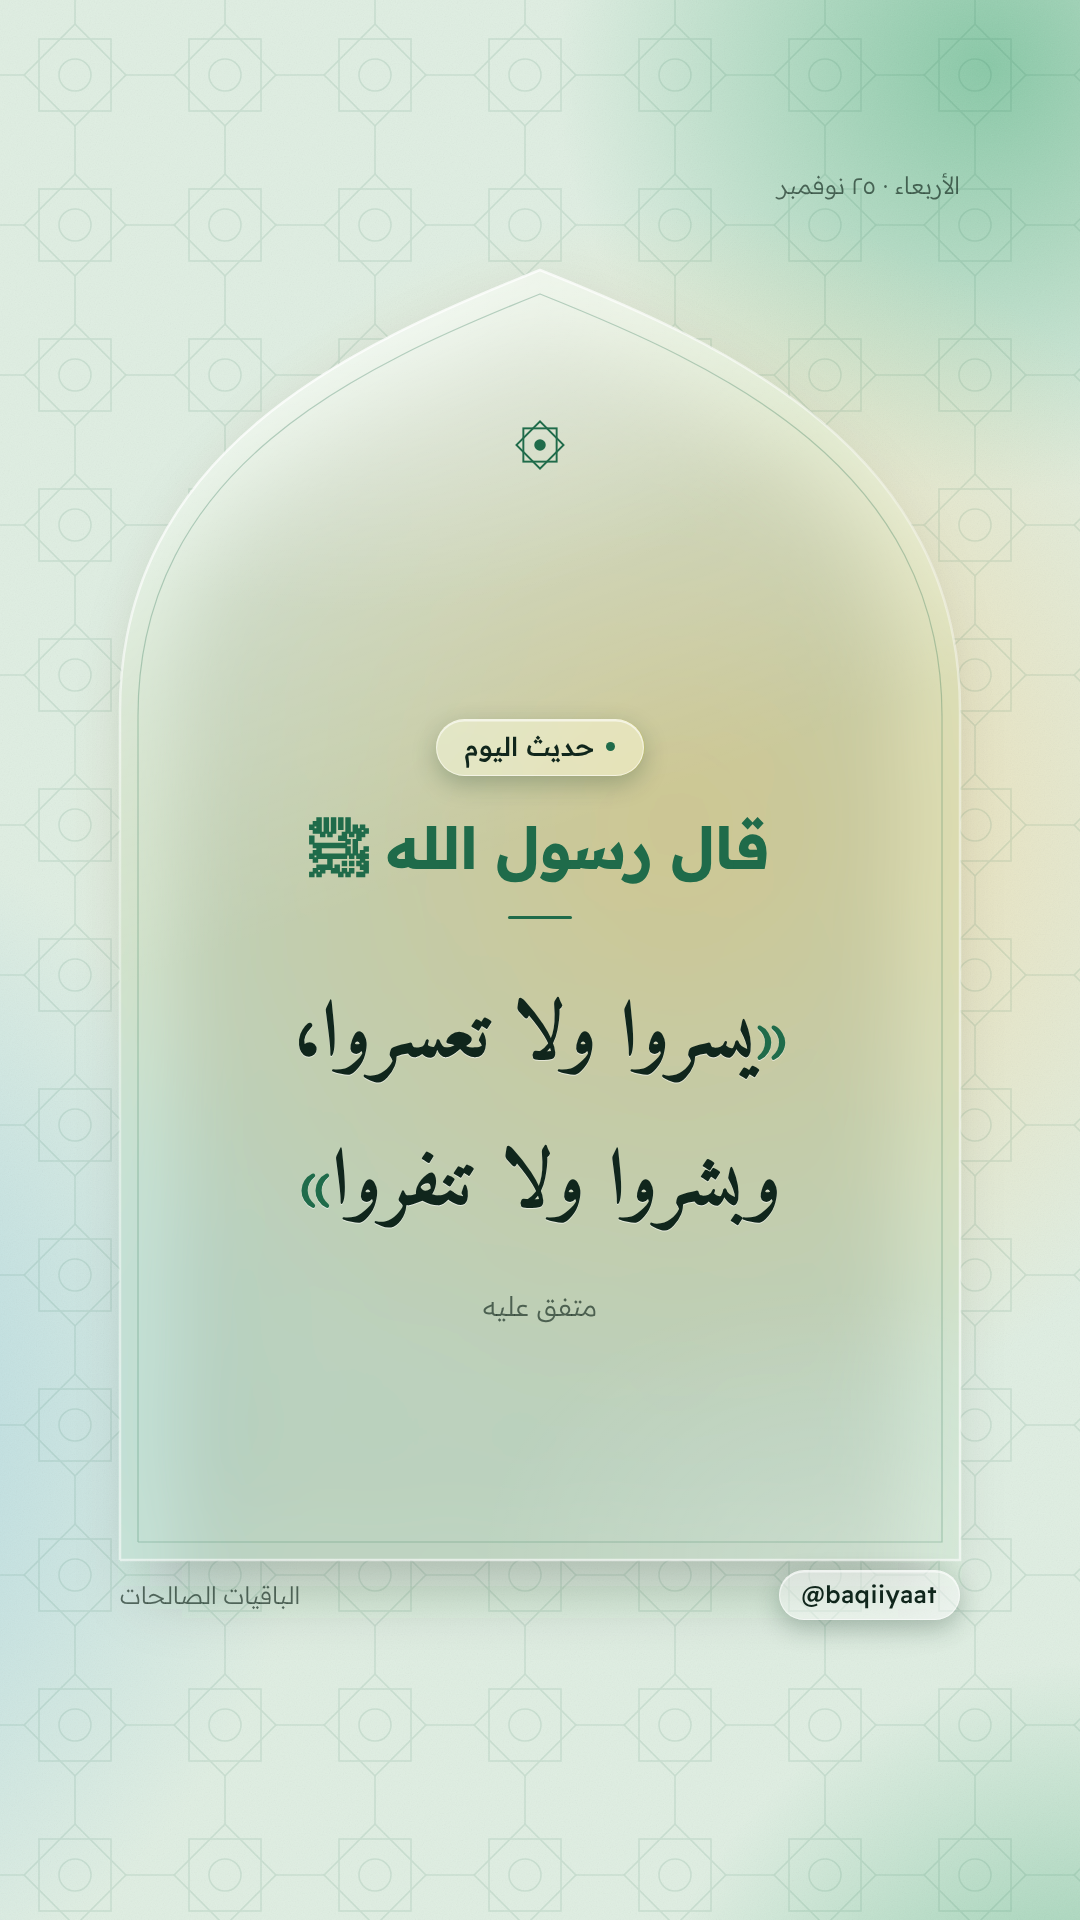 الأربعاء · ٢٥ نوفمبر
حديث اليوم
قال رسول الله ﷺ
«يسروا ولا تعسروا،
وبشروا ولا تنفروا»
متفق عليه
@baqiiyaat
الباقيات الصالحات